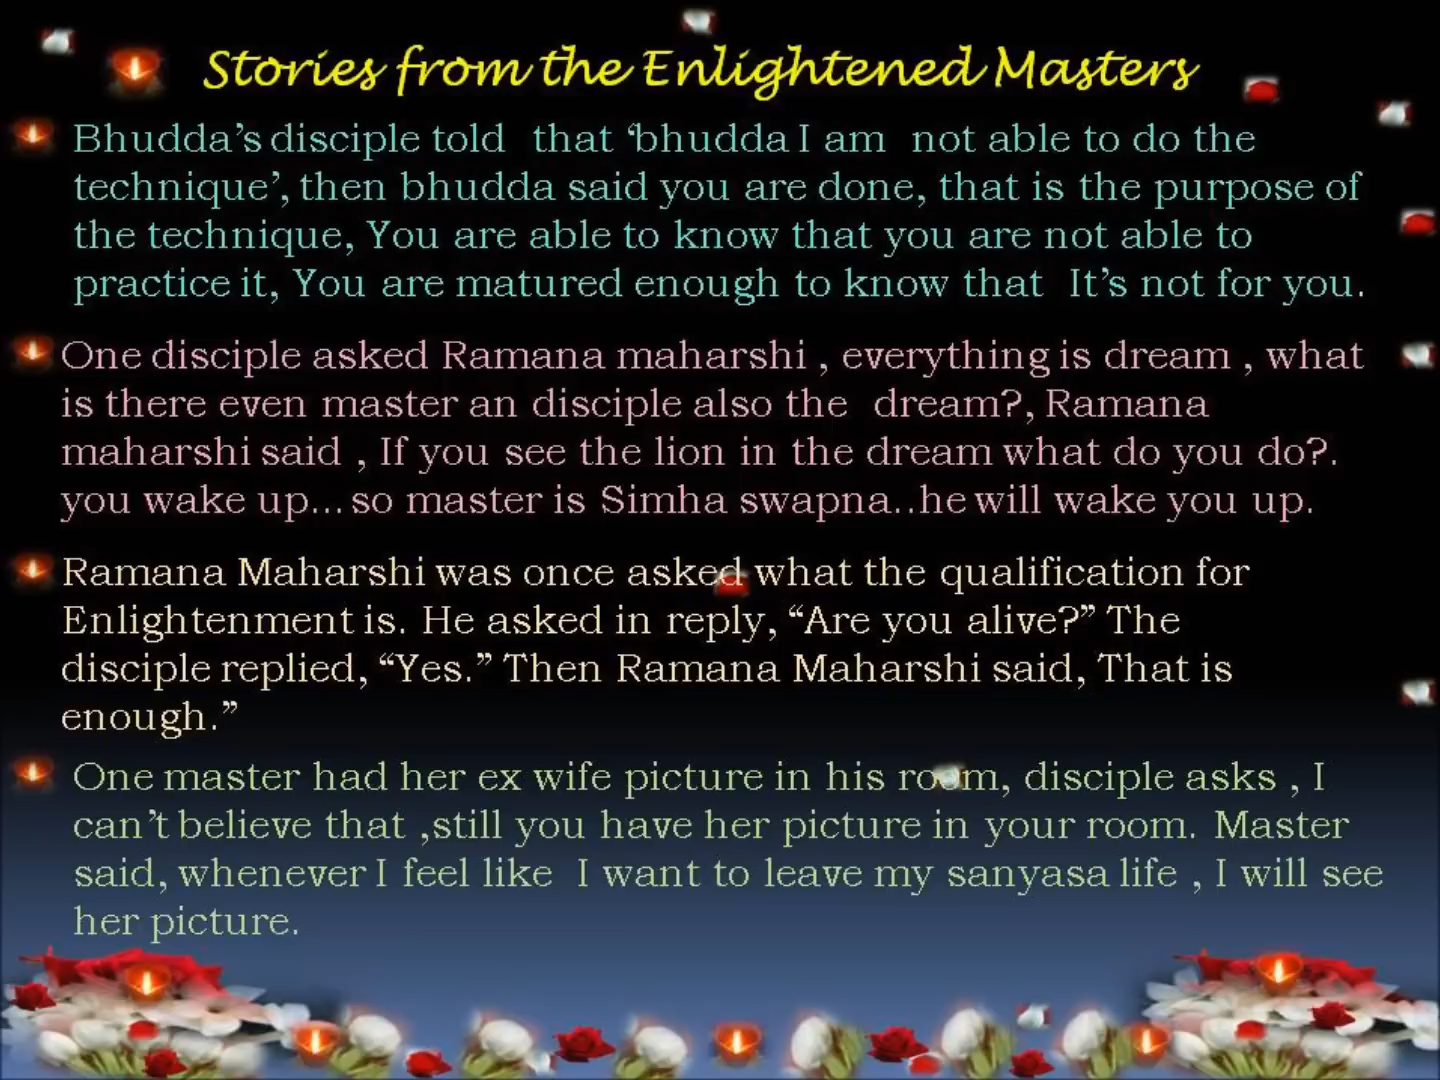 Stories from the Enlightened Masters
Bhudda’s disciple told that ‘bhudda I am not able to do the
technique’, then bhudda said you are done, that is the purpose of
the technique, You are able to know that you are not able to
practice it, You are matured enough to know that It’s not for you.
One disciple asked Ramana maharshi , everything is dream , what
is there even master an disciple also the dream?, Ramana
maharshi said , If you see the lion in the dream what do you do?.
you wake up... so master is Simha swapna..he will wake you up.
Ramana Maharshi was once asked what the qualification for
Enlightenment is. He asked in reply, “Are you alive?” The
disciple replied, “Yes.” Then Ramana Maharshi said, That is
enough.”
One master had her ex wife picture in his room, disciple asks , I
can’t believe that ,still you have her picture in your room. Master
said, whenever I feel like I want to leave my sanyasa life , I will see
her picture.